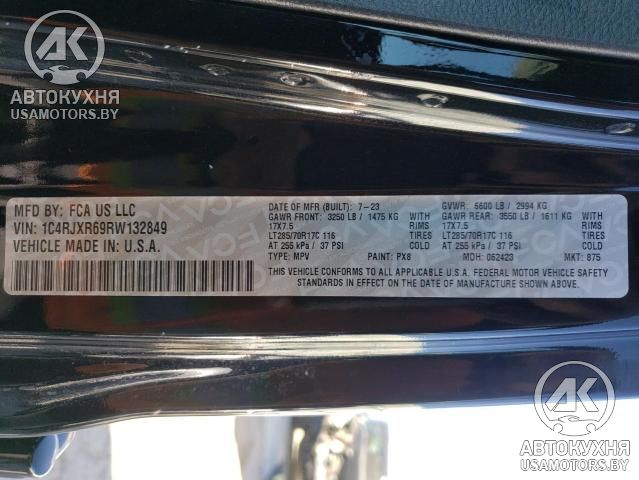 АК
АВТОКУХНЯ
USAMOTORS.BY
MFD BY: FCA US LLC
VIN: 1C4RJXR69RW132849
VEHICLE MADE IN: U.S.A.
DATE OF MFR (BUILT): 7-23 GVWR: 6600 LB / 2994 KG
GAWR FRONT: 3250 LB / 1475 KG WITH GAWR REAR: 3550 LB / 1611 KG WITH
17X7.5 RIMS 17X7.5 RIMS
LT285/70R17C 116 TIRES LT285/70R17C 116 TIRES
AT 255 kPa / 37 PSI COLD AT 255 kPa / 37 PSI COLD
TYPE: MPV PAINT: PX8 MDH: 062423 MKT: 875
THIS VEHICLE CONFORMS TO ALL APPLICABLE U.S.A. FEDERAL MOTOR VEHICLE SAFETY
STANDARDS IN EFFECT ON THE DATE OF MANUFACTURE SHOWN ABOVE.
АК
АВТОКУХНЯ
USAMOTORS.BY